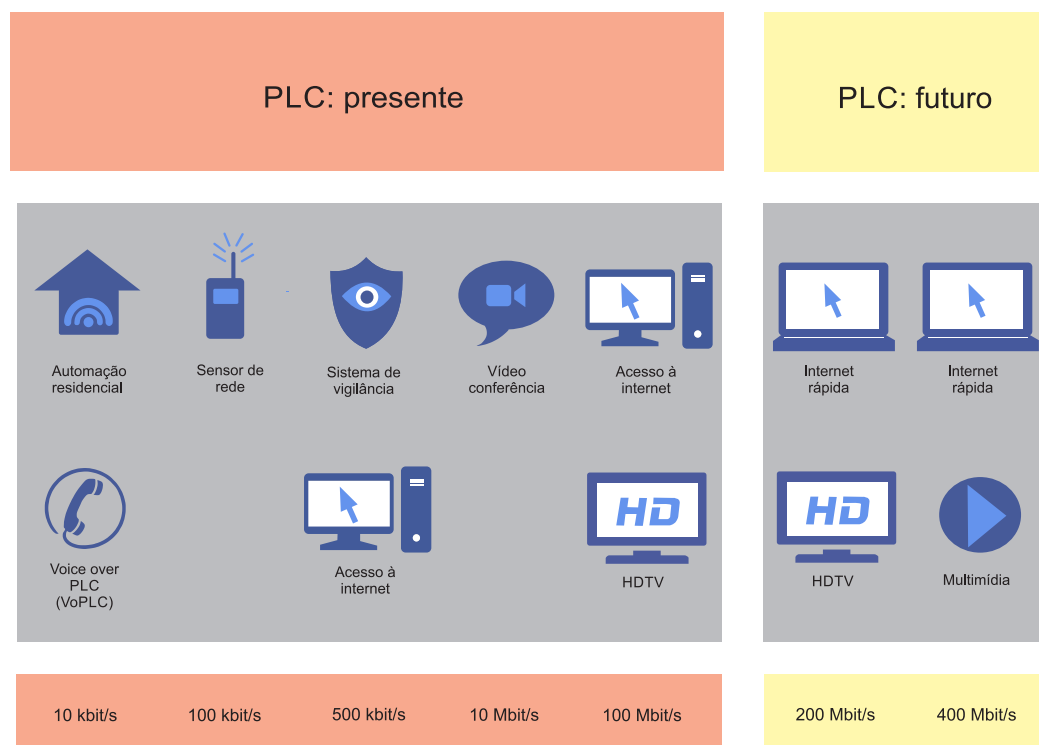 PLC: presente
PLC: futuro
Automação
residencial
Sensor de
rede
Sistema de
vigilância
Vídeo
conferência
Acesso à
internet
Internet
rápida
Internet
rápida
Voice over
PLC
(VoPLC)
Acesso à
internet
HD
HDTV
HD
HDTV
Multimídia
10 kbit/s
100 kbit/s
500 kbit/s
10 Mbit/s
100 Mbit/s
200 Mbit/s
400 Mbit/s